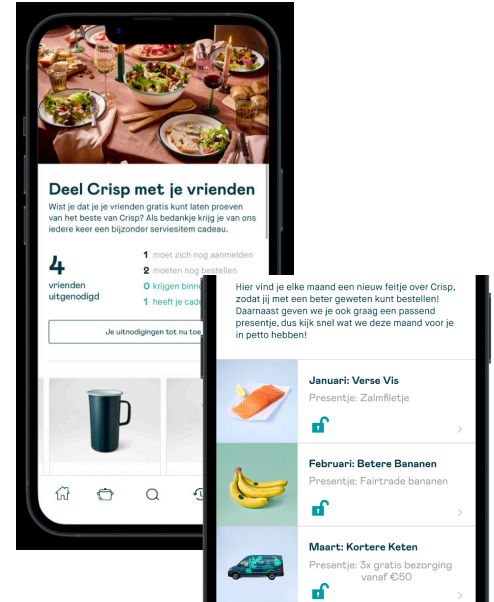 Deel Crisp met je vrienden
Wist je dat je je vrienden gratis kunt laten proeven
van het beste van Crisp? Als bedankje krijg je van ons
iedere keer een bijzonder serviesitem cadeau.
4
vrienden
uitgenodigd
1 moet zich nog aanmelden
2 moeten nog bestellen
0 krijgen binne
1 heeft je cade
Je uitnodigingen tot nu toe
Hier vind je elke maand een nieuw feitje over Crisp,
zodat jij met een beter geweten kunt bestellen!
Daarnaast geven we je ook graag een passend
presentje, dus kijk snel wat we deze maand voor je
in petto hebben!
Januari: Verse Vis
Presentje: Zalmfiletje
Februari: Betere Bananen
Presentje: Fairtrade bananen
Maart: Kortere Keten
Presentje: 3x gratis bezorging
vanaf €50